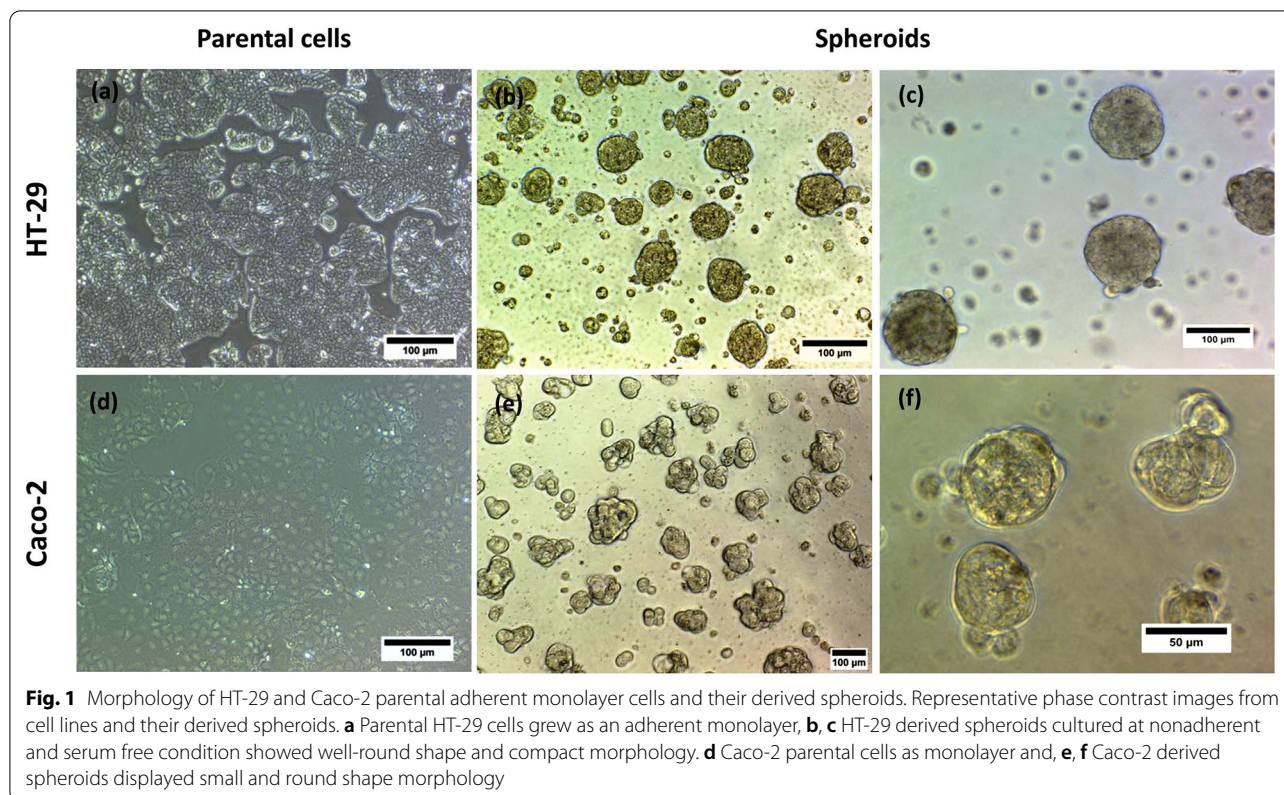 Parental cells
Spheroids
HT-29
(a)
100 µm
(b)
100 µm
(c)
100 µm
Caco-2
(d)
100 µm
(e)
100 µm
(f)
50 µm
Fig. 1 Morphology of HT-29 and Caco-2 parental adherent monolayer cells and their derived spheroids. Representative phase contrast images from
cell lines and their derived spheroids. a Parental HT-29 cells grew as an adherent monolayer, b, c HT-29 derived spheroids cultured at nonadherent
and serum free condition showed well-round shape and compact morphology. d Caco-2 parental cells as monolayer and, e, f Caco-2 derived
spheroids displayed small and round shape morphology